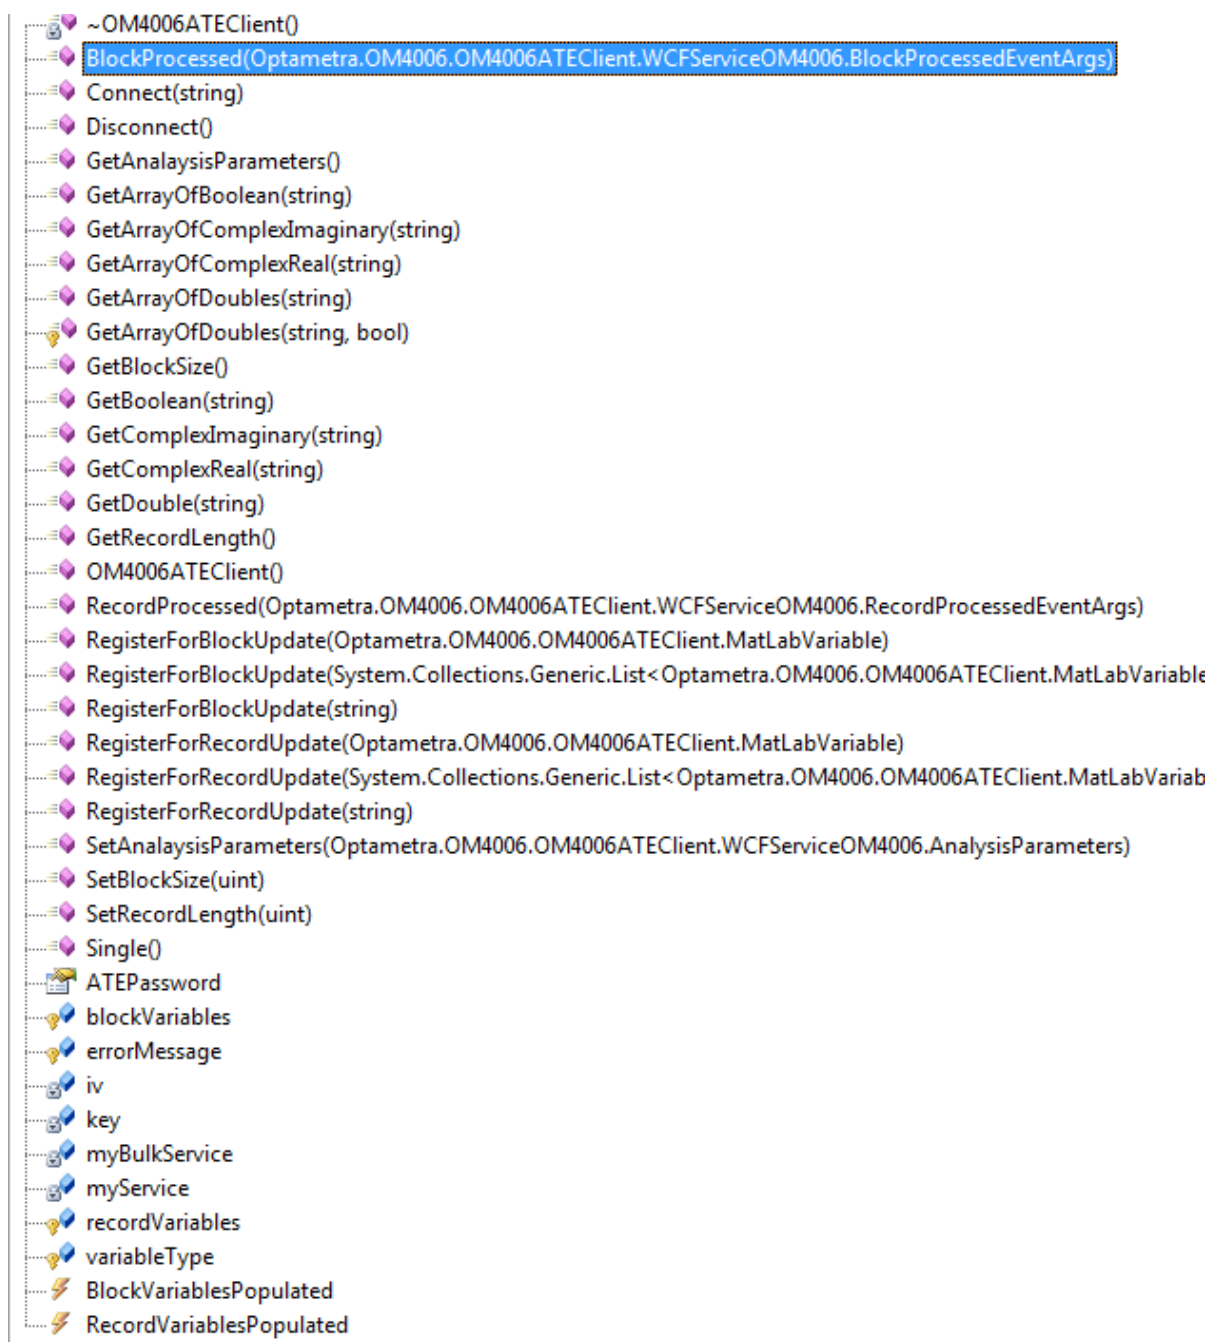 ~OM4006ATEClient()
BlockProcessed(Optametra.OM4006.OM4006ATEClient.WCFServiceOM4006.BlockProcessedEventArgs)
Connect(string)
Disconnect()
GetAnalaysisParameters()
GetArrayOfBoolean(string)
GetArrayOfComplexImaginary(string)
GetArrayOfComplexReal(string)
GetArrayOfDoubles(string)
GetArrayOfDoubles(string, bool)
GetBlockSize()
GetBoolean(string)
GetComplexImaginary(string)
GetComplexReal(string)
GetDouble(string)
GetRecordLength()
OM4006ATEClient()
RecordProcessed(Optametra.OM4006.OM4006ATEClient.WCFServiceOM4006.RecordProcessedEventArgs)
RegisterForBlockUpdate(Optametra.OM4006.OM4006ATEClient.MatLabVariable)
RegisterForBlockUpdate(System.Collections.Generic.List<Optametra.OM4006.OM4006ATEClient.MatLabVariable
RegisterForBlockUpdate(string)
RegisterForRecordUpdate(Optametra.OM4006.OM4006ATEClient.MatLabVariable)
RegisterForRecordUpdate(System.Collections.Generic.List<Optametra.OM4006.OM4006ATEClient.MatLabVariab
RegisterForRecordUpdate(string)
SetAnalaysisParameters(Optametra.OM4006.OM4006ATEClient.WCFServiceOM4006.AnalysisParameters)
SetBlockSize(uint)
SetRecordLength(uint)
Single()
ATEPassword
blockVariables
errorMessage
iv
key
myBulkService
myService
recordVariables
variableType
BlockVariablesPopulated
RecordVariablesPopulated